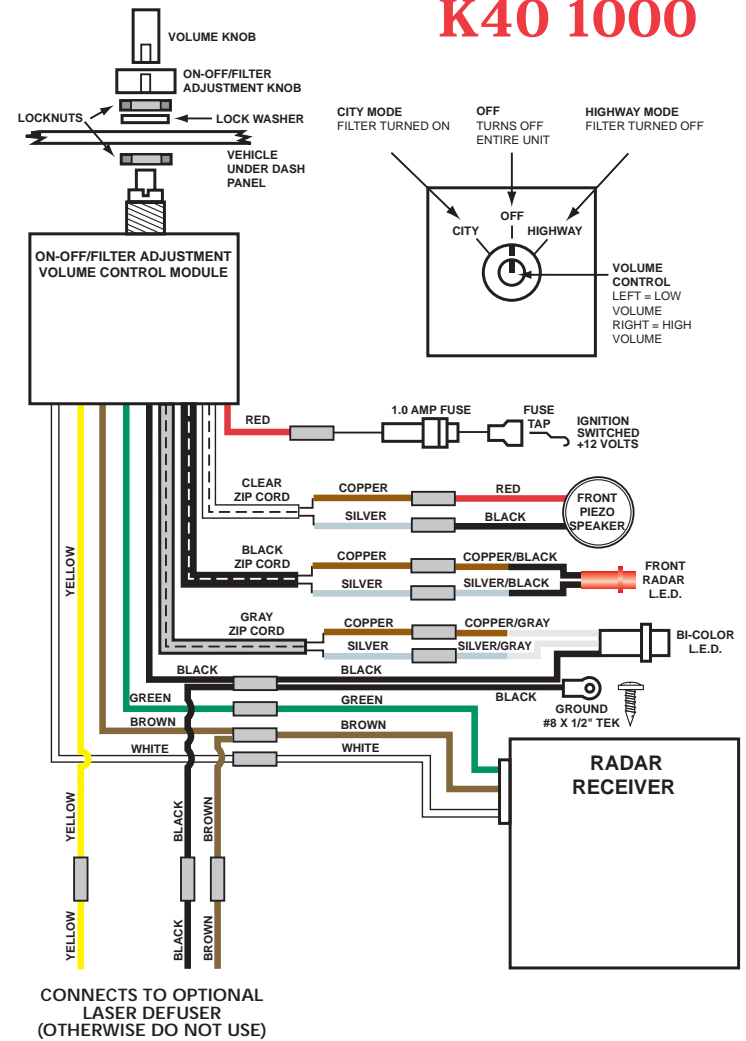 K40 1000
VOLUME KNOB
ON-OFF/FILTER
ADJUSTMENT KNOB
LOCKNUTS
LOCK WASHER
VEHICLE
UNDER DASH
PANEL
CITY MODE
FILTER TURNED ON
OFF
TURNS OFF
ENTIRE UNIT
HIGHWAY MODE
FILTER TURNED OFF
OFF
CITY
HIGHWAY
VOLUME
CONTROL
LEFT = LOW
VOLUME
RIGHT = HIGH
VOLUME
ON-OFF/FILTER ADJUSTMENT
VOLUME CONTROL MODULE
RED
1.0 AMP FUSE
FUSE
TAP
IGNITION
SWITCHED
+12 VOLTS
CLEAR
ZIP CORD
COPPER
RED
SILVER
BLACK
FRONT
PIEZO
SPEAKER
BLACK
ZIP CORD
COPPER
COPPER/BLACK
SILVER
SILVER/BLACK
FRONT
RADAR
L.E.D.
GRAY
ZIP CORD
COPPER
COPPER/GRAY
SILVER
SILVER/GRAY
BI-COLOR
L.E.D.
YELLOW
BLACK
BLACK
BLACK
GROUND
#8 X 1/2" TEK
GREEN
GREEN
BROWN
BROWN
WHITE
WHITE
RADAR
RECEIVER
YELLOW
BLACK
BROWN
YELLOW
BLACK
BROWN
CONNECTS TO OPTIONAL
LASER DEFUSER
(OTHERWISE DO NOT USE)